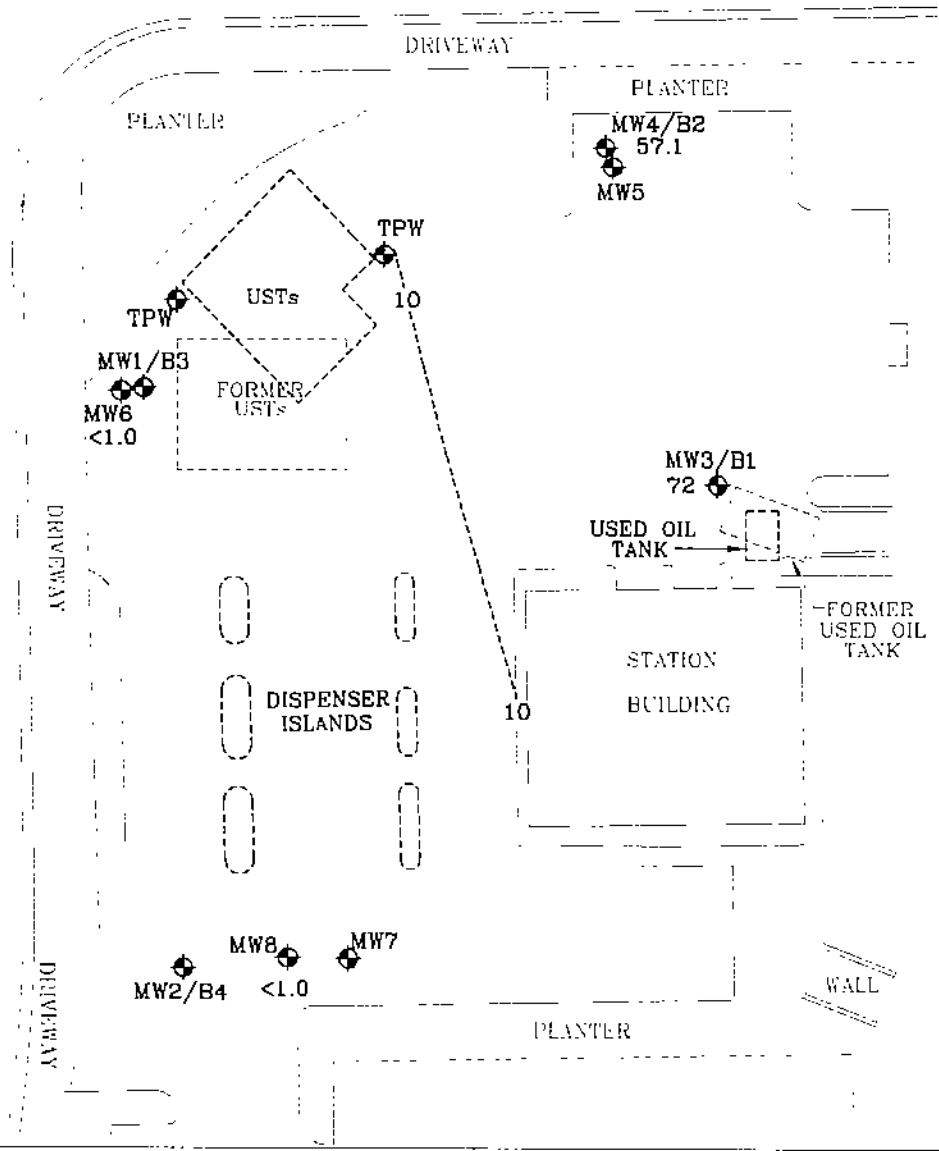 DRIVEWAY
PLANTER
PLANTER
MW4/B2
57.1
MW5
TPW
USTs
10
TPW
MW1/B3
FORMER
USTs
MW6
<1.0
MW3/B1
72
DRIVEWAY
USED OIL
TANK
FORMER
USED OIL
TANK
STATION
BUILDING
DISPENSER
ISLANDS
10
MW8
<1.0
MW7
MW2/B4
DRIVEWAY
WALL
PLANTER